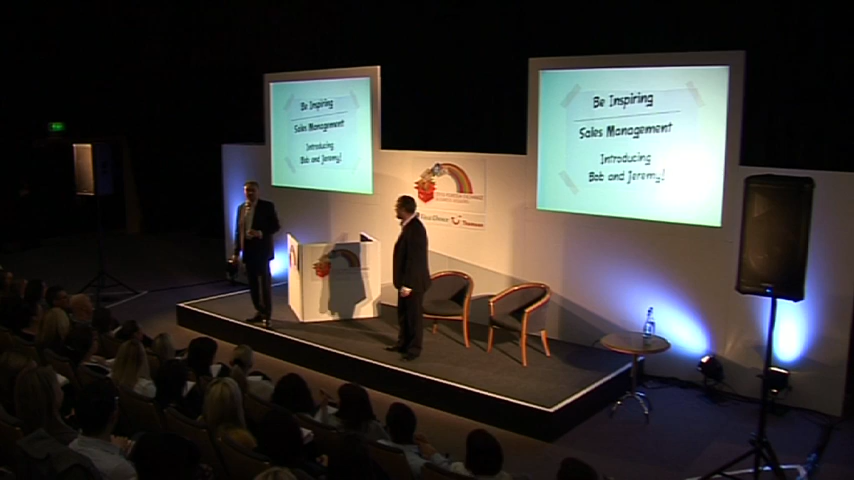 Be Inspiring
Sales Management
Introducing
Bob and Jeremy!
Be Inspiring
Sales Management
Introducing
Bob and Jeremy!
First Choice
Thomson